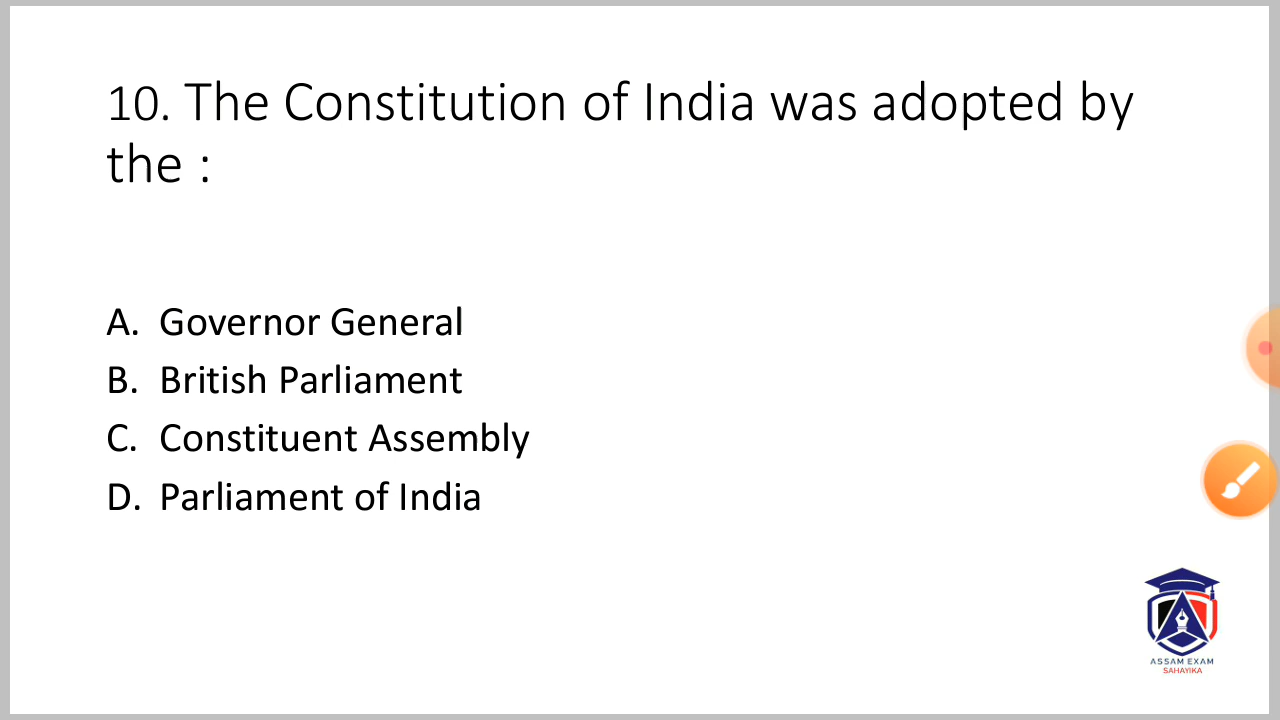 10. The Constitution of India was adopted by
the :
A. Governor General
B. British Parliament
C. Constituent Assembly
D. Parliament of India
ASSAM EXAM
SAHAYIKA